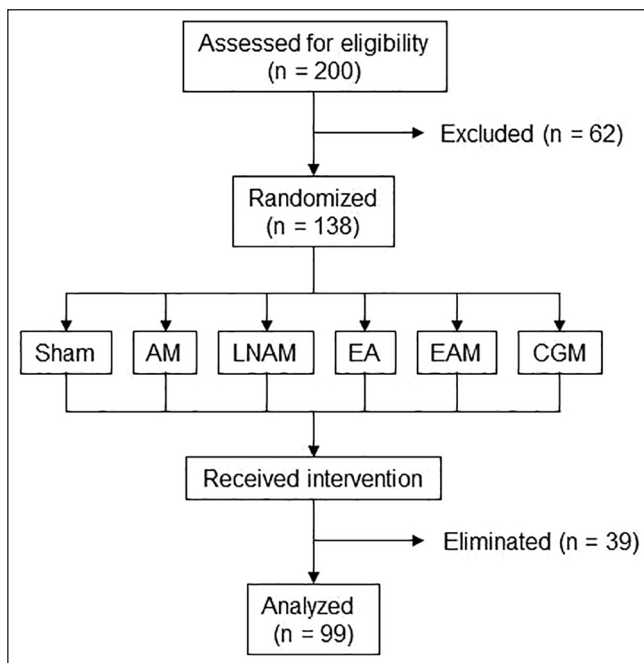 Assessed for eligibility
(n = 200)
Excluded (n = 62)
Randomized
(n = 138)
Sham AM LNAM EA EAM CGM
Received intervention
Eliminated (n = 39)
Analyzed
(n = 99)